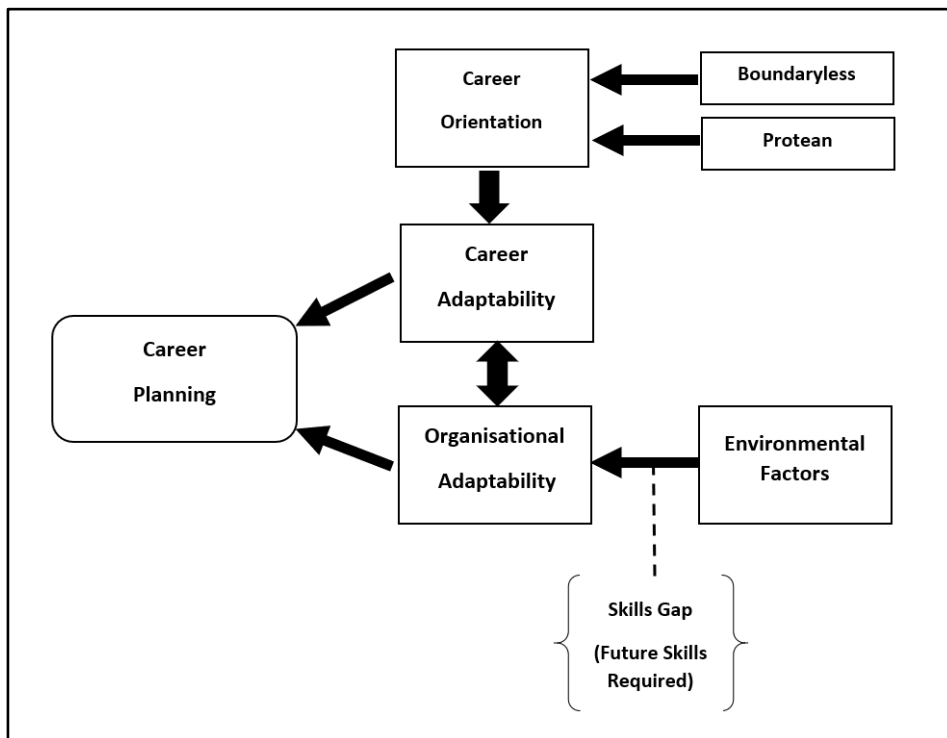 Career
Orientation
Boundaryless
Protean
Career
Adaptability
Career
Planning
Organisational
Adaptability
Environmental
Factors
Skills Gap
(Future Skills
Required)